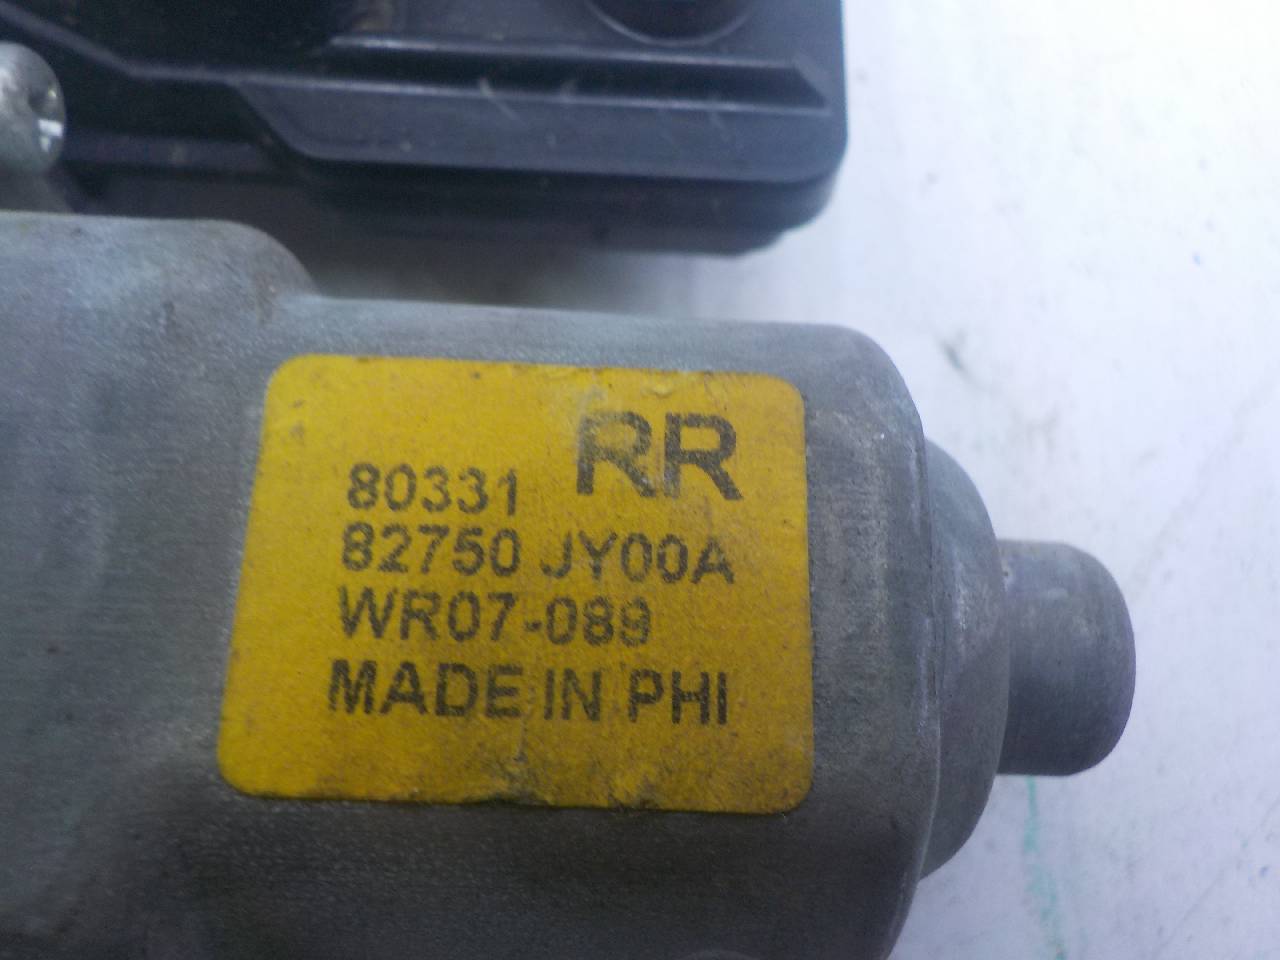 RR
80331
82750 JY00A
WR07-089
MADE IN PHI